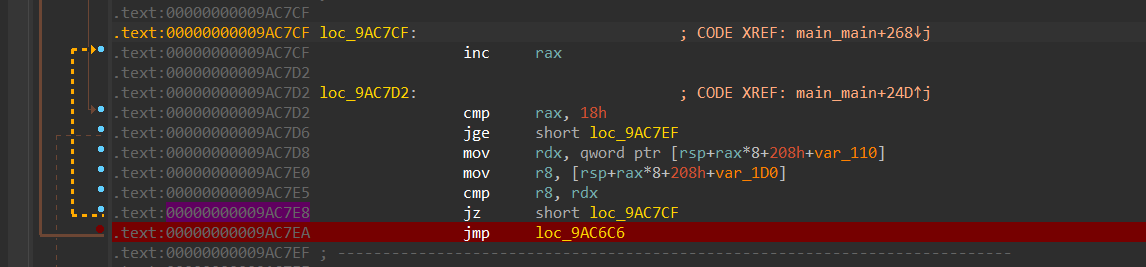 .text:00000000009AC7CF
.text:00000000009AC7CF loc_9AC7CF: ; CODE XREF: main_main+268↓j
.text:00000000009AC7CF inc rax
.text:00000000009AC7D2
.text:00000000009AC7D2 loc_9AC7D2: ; CODE XREF: main_main+24D↑j
.text:00000000009AC7D2 cmp rax, 18h
.text:00000000009AC7D6 jge short loc_9AC7EF
.text:00000000009AC7D8 mov rdx, qword ptr [rsp+rax*8+208h+var_110]
.text:00000000009AC7E0 mov r8, [rsp+rax*8+208h+var_1D0]
.text:00000000009AC7E5 cmp r8, rdx
.text:00000000009AC7E8 jz short loc_9AC7CF
.text:00000000009AC7EA jmp loc_9AC6C6
.text:00000000009AC7EF ; ---------------------------------------------------------------------------